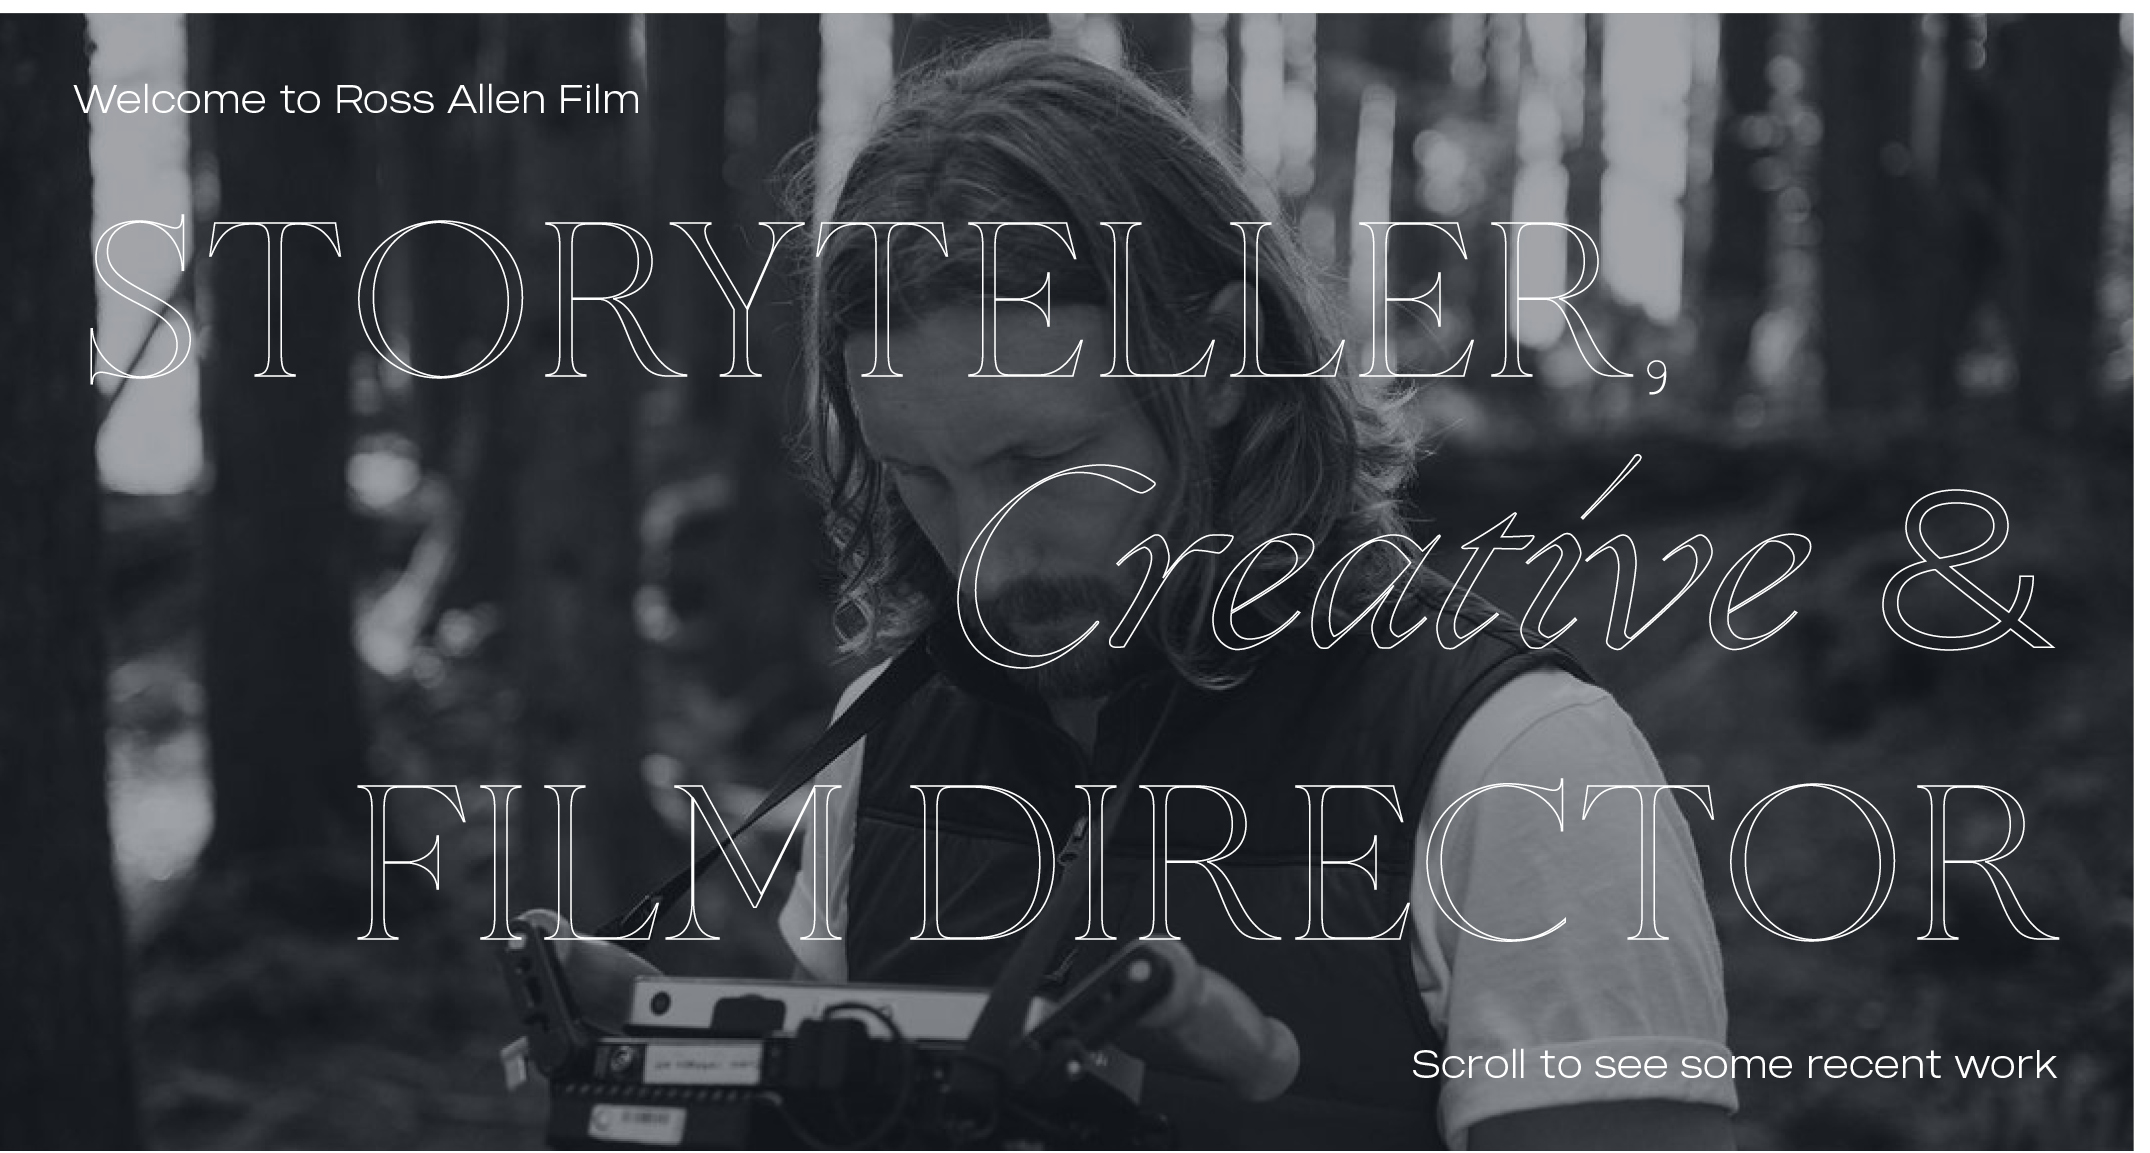 Welcome to Ross Allen Film
STORYTELLER,
Creative &
FILM DIRECTOR
Scroll to see some recent work